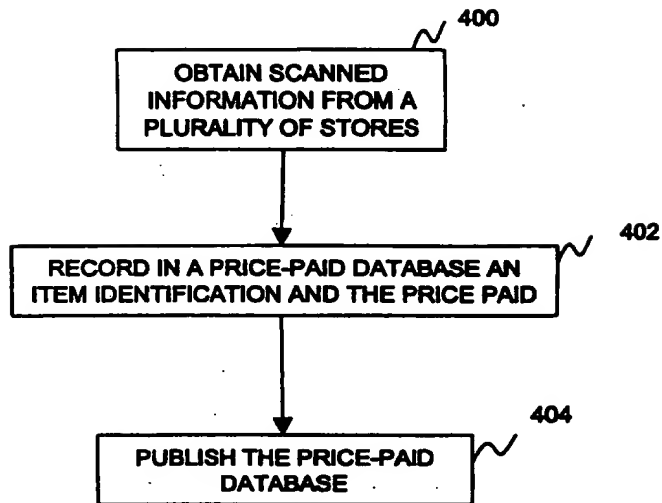 400
OBTAIN SCANNED
INFORMATION FROM A
PLURALITY OF STORES
402
RECORD IN A PRICE-PAID DATABASE AN
ITEM IDENTIFICATION AND THE PRICE PAID
404
PUBLISH THE PRICE-PAID
DATABASE